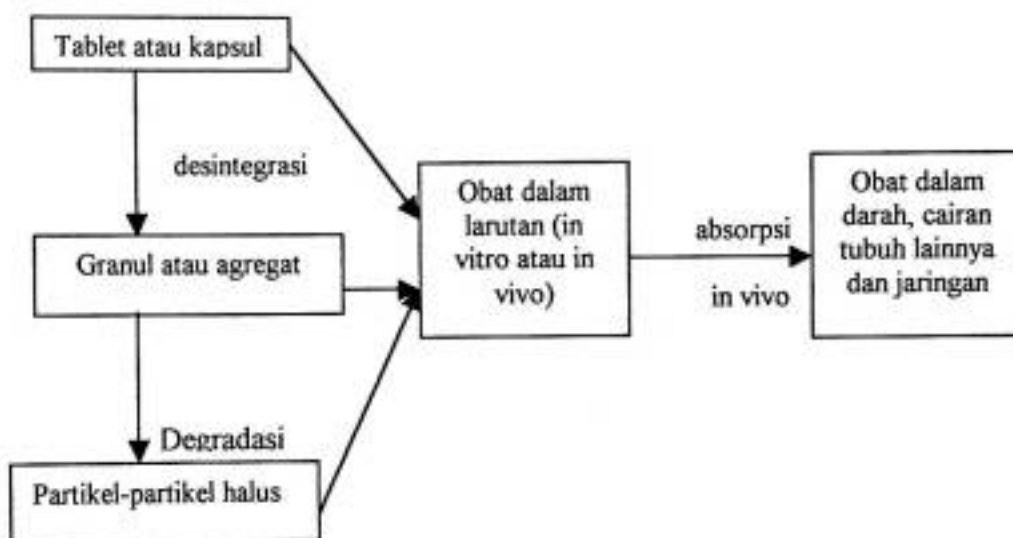 Tablet atau kapsul
desintegrasi
Granul atau agregat
Degradasi
Partikel-partikel halus
Obat dalam
larutan (in
vitro atau in
vivo)
absorpsi
in vivo
Obat dalam
darah, cairan
tubuh lainnya
dan jaringan